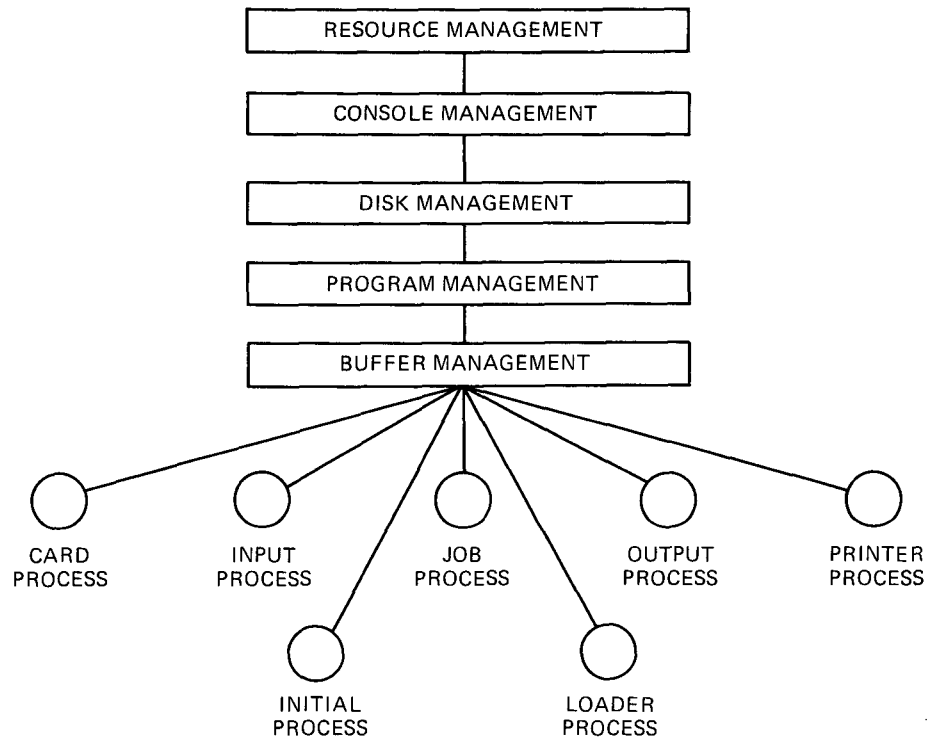 RESOURCE MANAGEMENT
CONSOLE MANAGEMENT
DISK MANAGEMENT
PROGRAM MANAGEMENT
BUFFER MANAGEMENT
CARD
PROCESS
INPUT
PROCESS
JOB
PROCESS
OUTPUT
PROCESS
PRINTER
PROCESS
INITIAL
PROCESS
LOADER
PROCESS